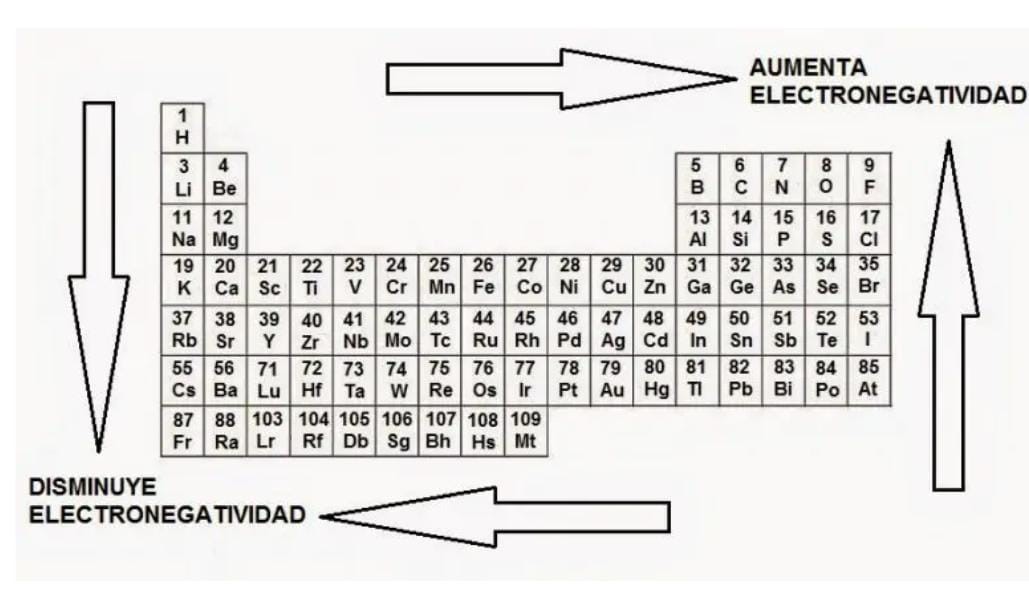 AUMENTA
ELECTRONEGATIVIDAD
1
H
3 4 5 6 7 8 9
Li Be B C N O F
11 12 13 14 15 16 17
Na Mg Al Si P S Cl
19 20 21 22 23 24 25 26 27 28 29 30 31 32 33 34 35
K Ca Sc Ti V Cr Mn Fe Co Ni Cu Zn Ga Ge As Se Br
37 38 39 40 41 42 43 44 45 46 47 48 49 50 51 52 53
Rb Sr Y Zr Nb Mo Tc Ru Rh Pd Ag Cd In Sn Sb Te I
55 56 71 72 73 74 75 76 77 78 79 80 81 82 83 84 85
Cs Ba Lu Hf Ta W Re Os Ir Pt Au Hg Tl Pb Bi Po At
87 88 103 104 105 106 107 108 109
Fr Ra Lr Rf Db Sg Bh Hs Mt
DISMINUYE
ELECTRONEGATIVIDAD